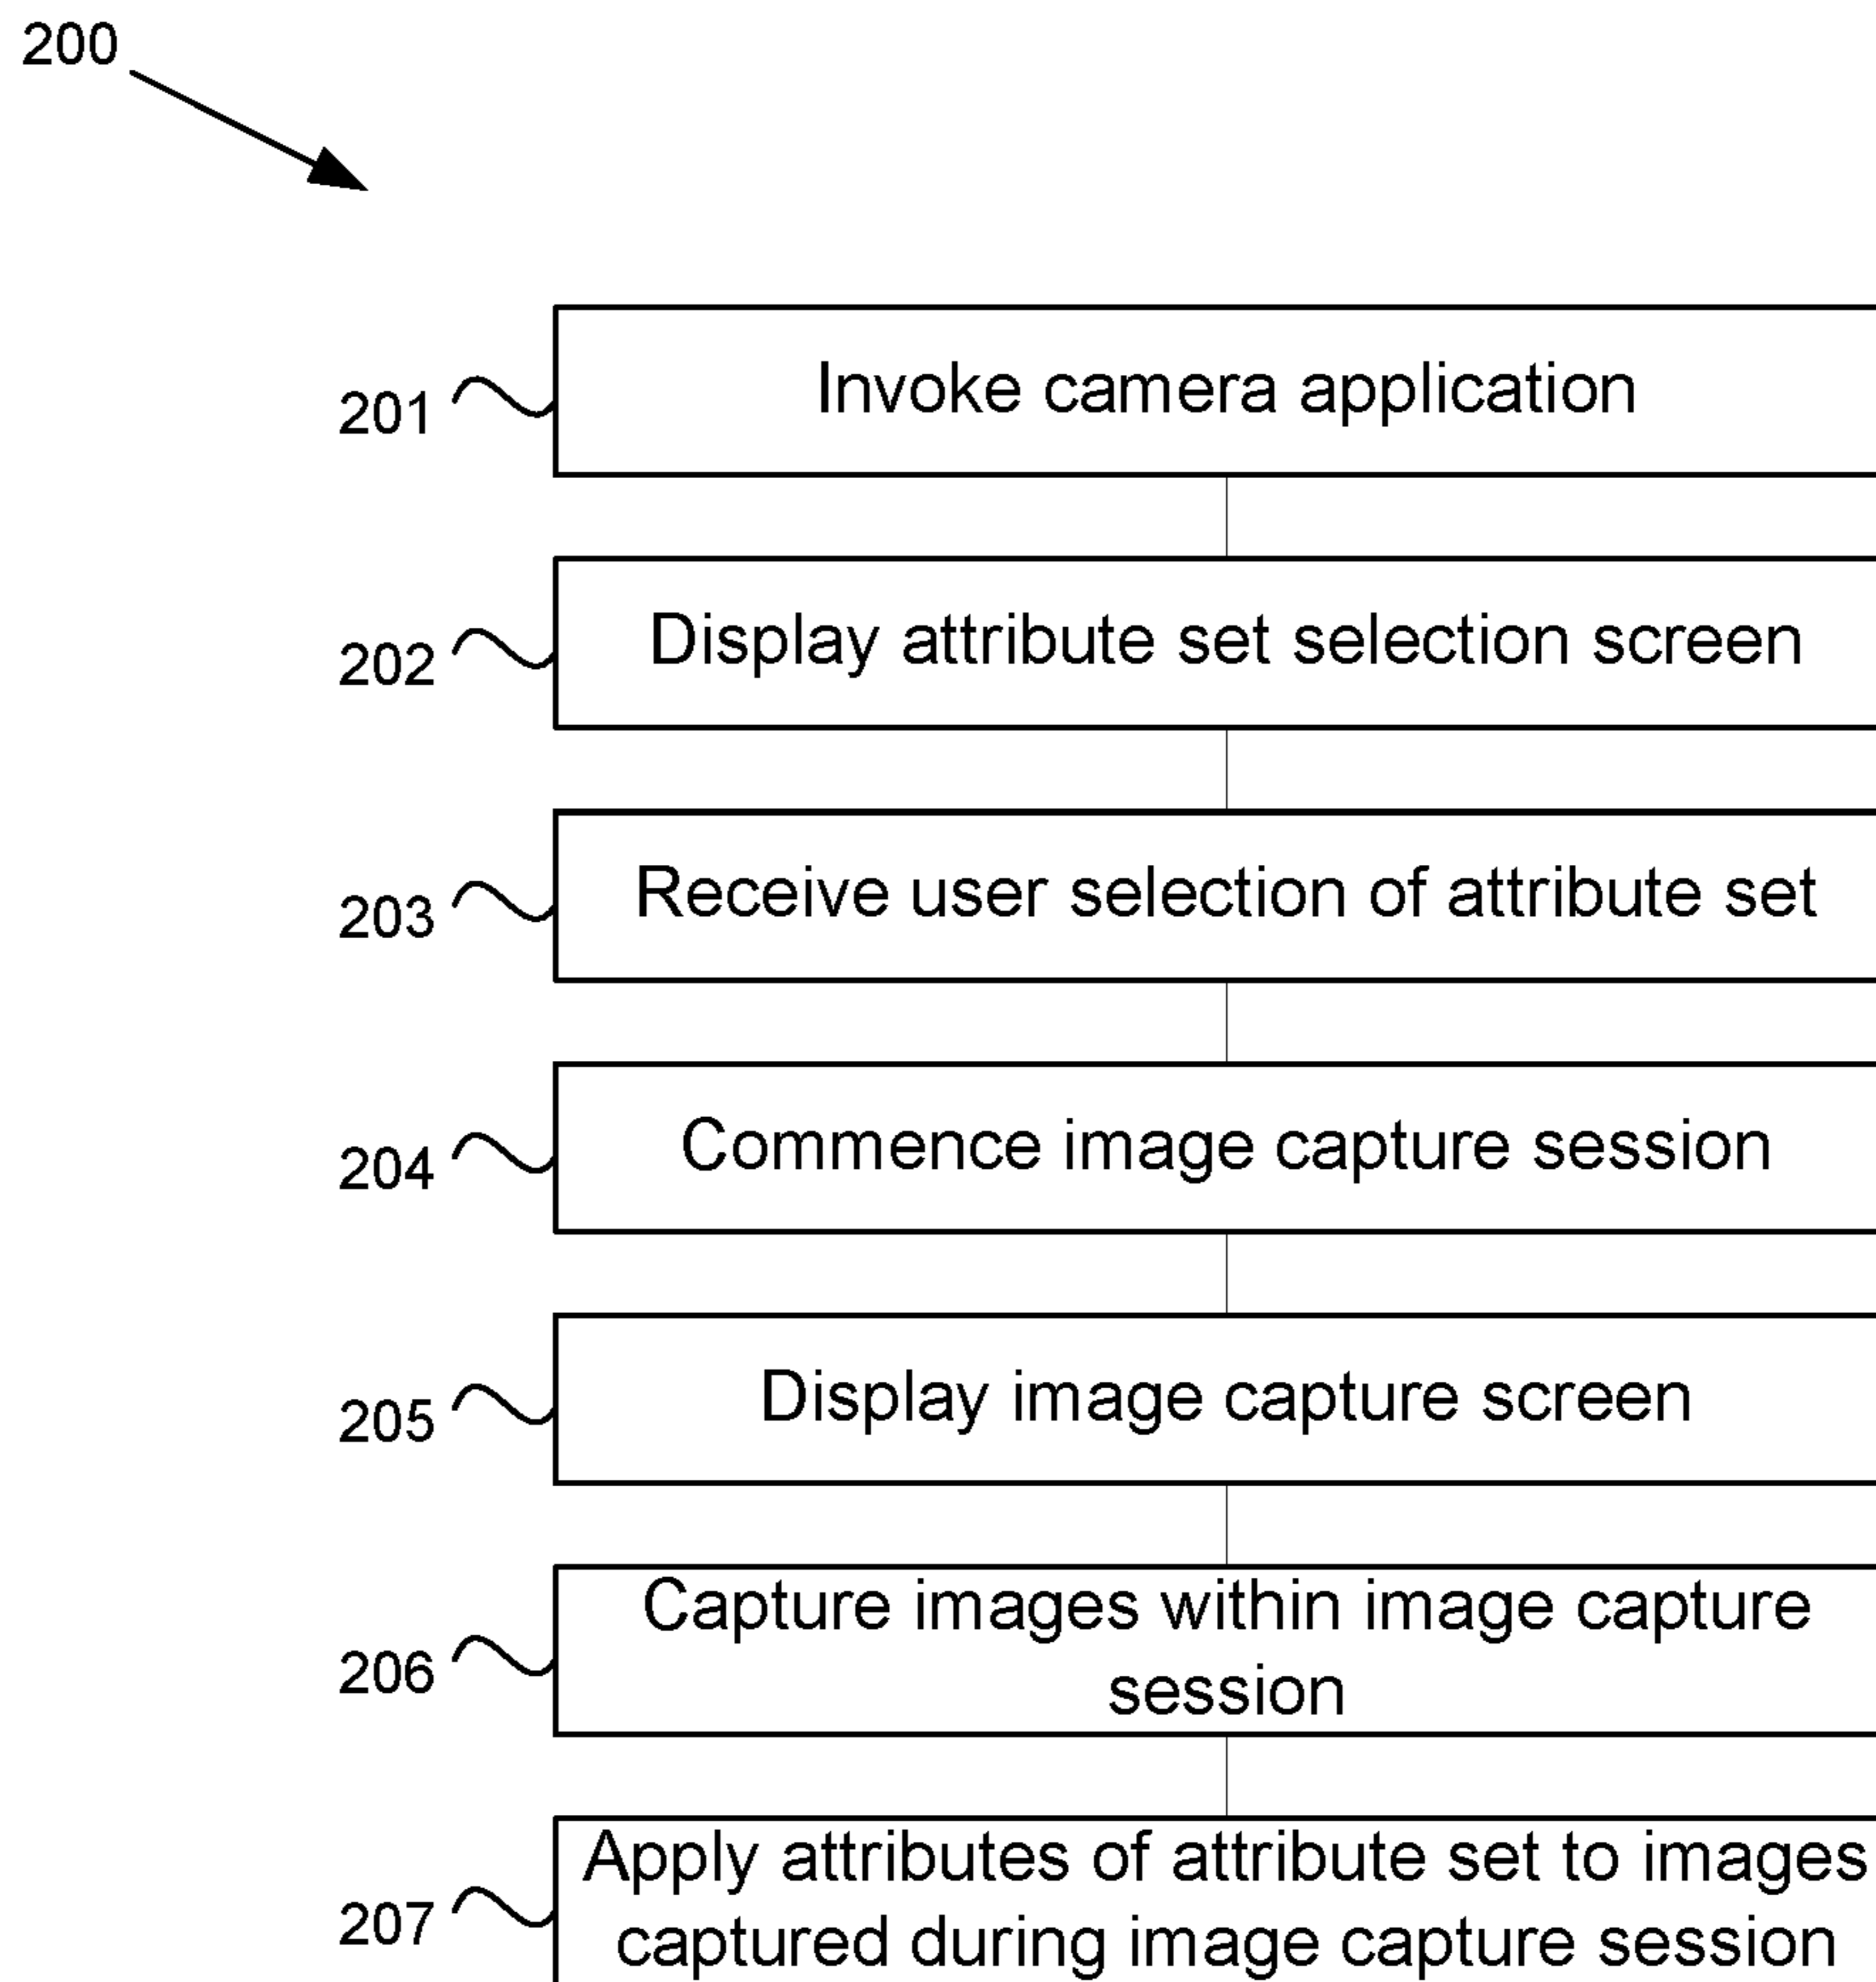 200
201
Invoke camera application
202
Display attribute set selection screen
203
Receive user selection of attribute set
204
Commence image capture session
205
Display image capture screen
206
Capture images within image capture
session
207
Apply attributes of attribute set to images
captured during image capture session